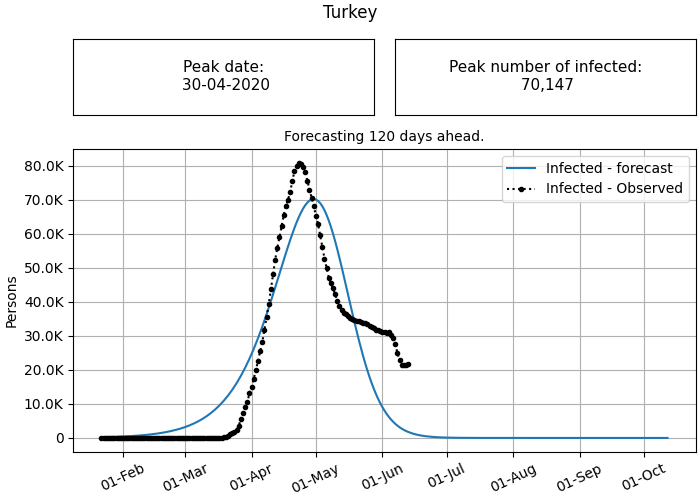 Turkey
Peak date:
30-04-2020
Peak number of infected:
70,147
Forecasting 120 days ahead.
Infected - forecast
Infected - Observed
Persons
80.0K
70.0K
60.0K
50.0K
40.0K
30.0K
20.0K
10.0K
0
01-Feb
01-Mar
01-Apr
01-May
01-Jun
01-Jul
01-Aug
01-Sep
01-Oct